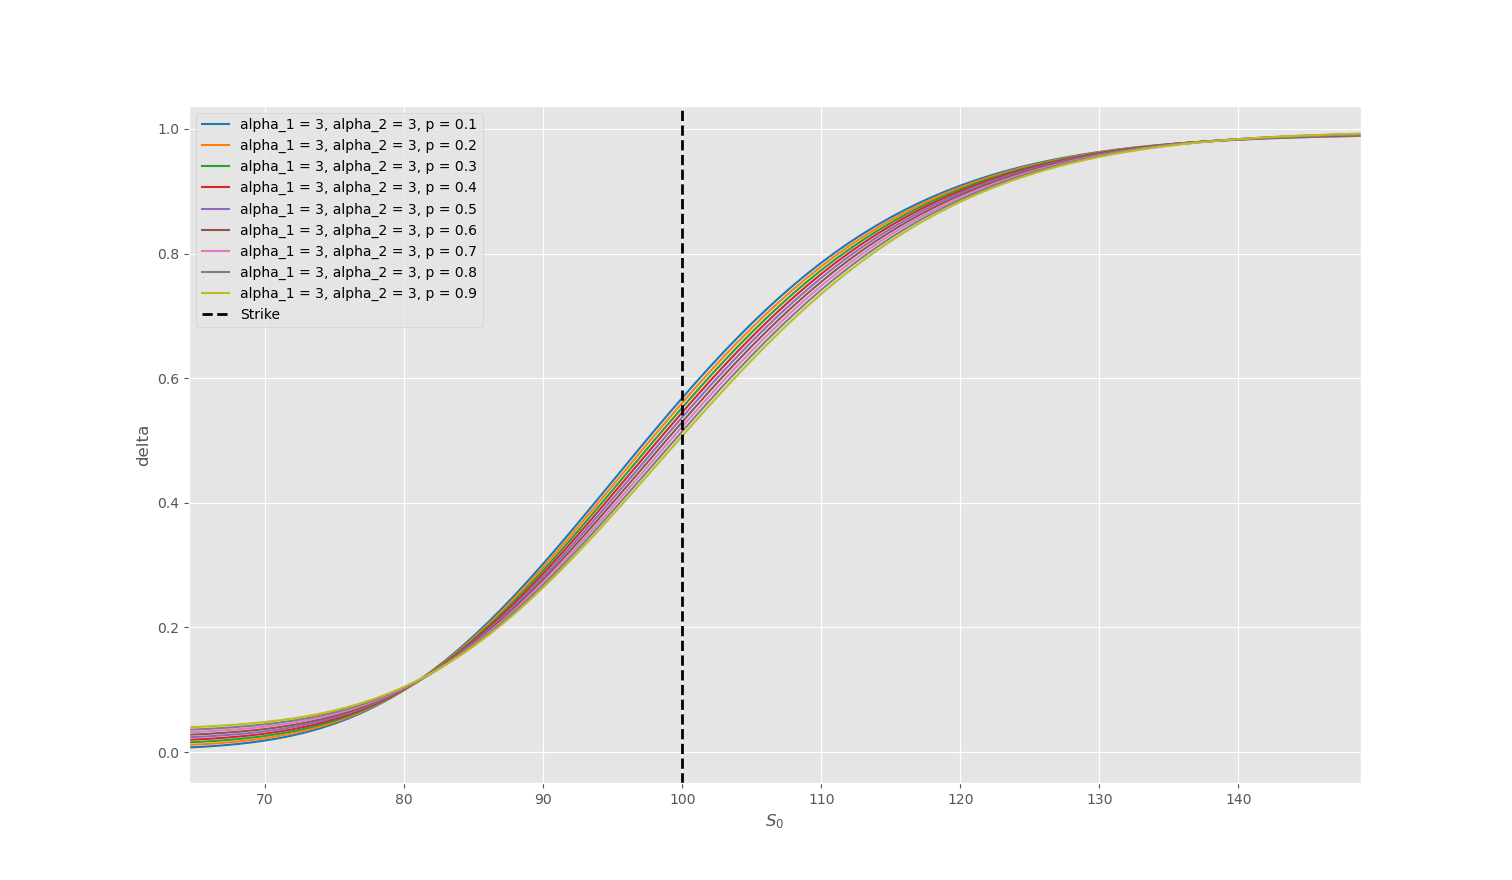 alpha_1 = 3, alpha_2 = 3, p = 0.1
alpha_1 = 3, alpha_2 = 3, p = 0.2
alpha_1 = 3, alpha_2 = 3, p = 0.3
alpha_1 = 3, alpha_2 = 3, p = 0.4
alpha_1 = 3, alpha_2 = 3, p = 0.5
alpha_1 = 3, alpha_2 = 3, p = 0.6
alpha_1 = 3, alpha_2 = 3, p = 0.7
alpha_1 = 3, alpha_2 = 3, p = 0.8
alpha_1 = 3, alpha_2 = 3, p = 0.9
Strike
1.0
0.8
0.6
0.4
0.2
0.0
delta
70 80 90 100 110 120 130 140
S₀